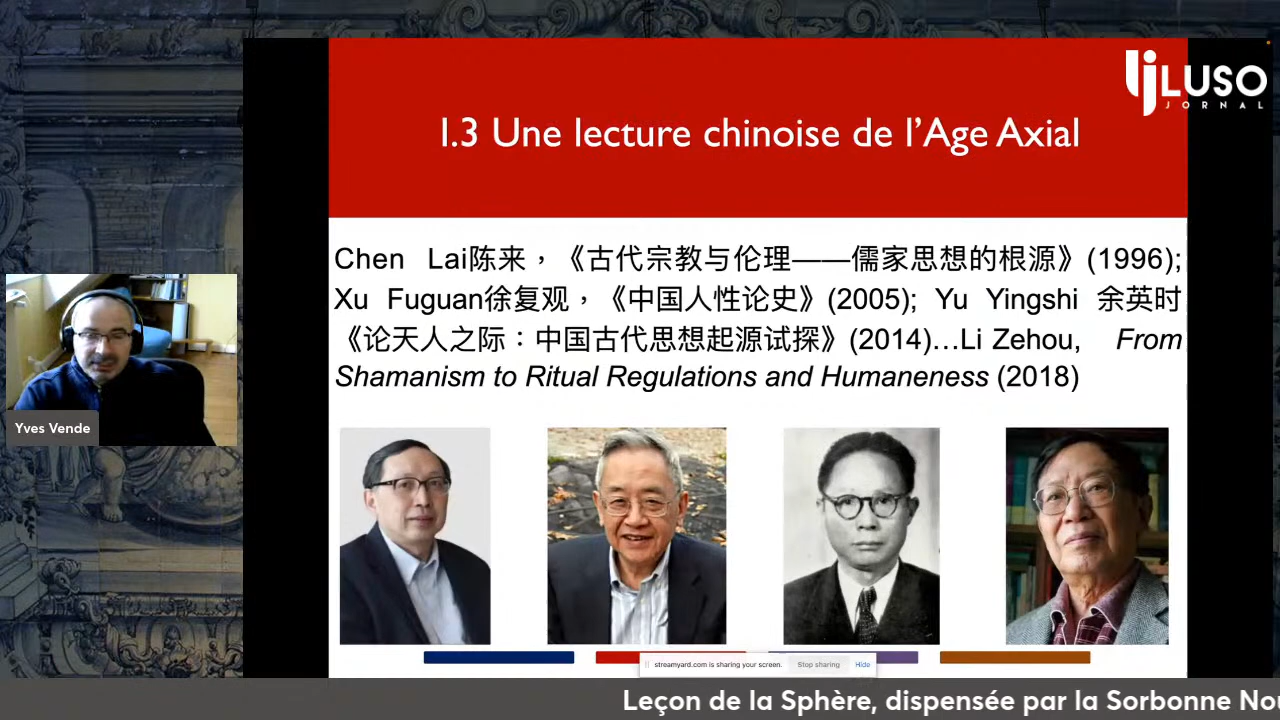 LUSO
JORNAL
I.3 Une lecture chinoise de l’Age Axial
Chen Lai陈来，《古代宗教与伦理——儒家思想的根源》(1996);
Xu Fuguan徐复观，《中国人性论史》(2005); Yu Yingshi 余英时
《论天人之际：中国古代思想起源试探》(2014)…Li Zehou, From
Shamanism to Ritual Regulations and Humaneness (2018)
Yves Vende
streamyard.com is sharing your screen. Stop sharing Hide
Leçon de la Sphère, dispensée par la Sorbonne Nou